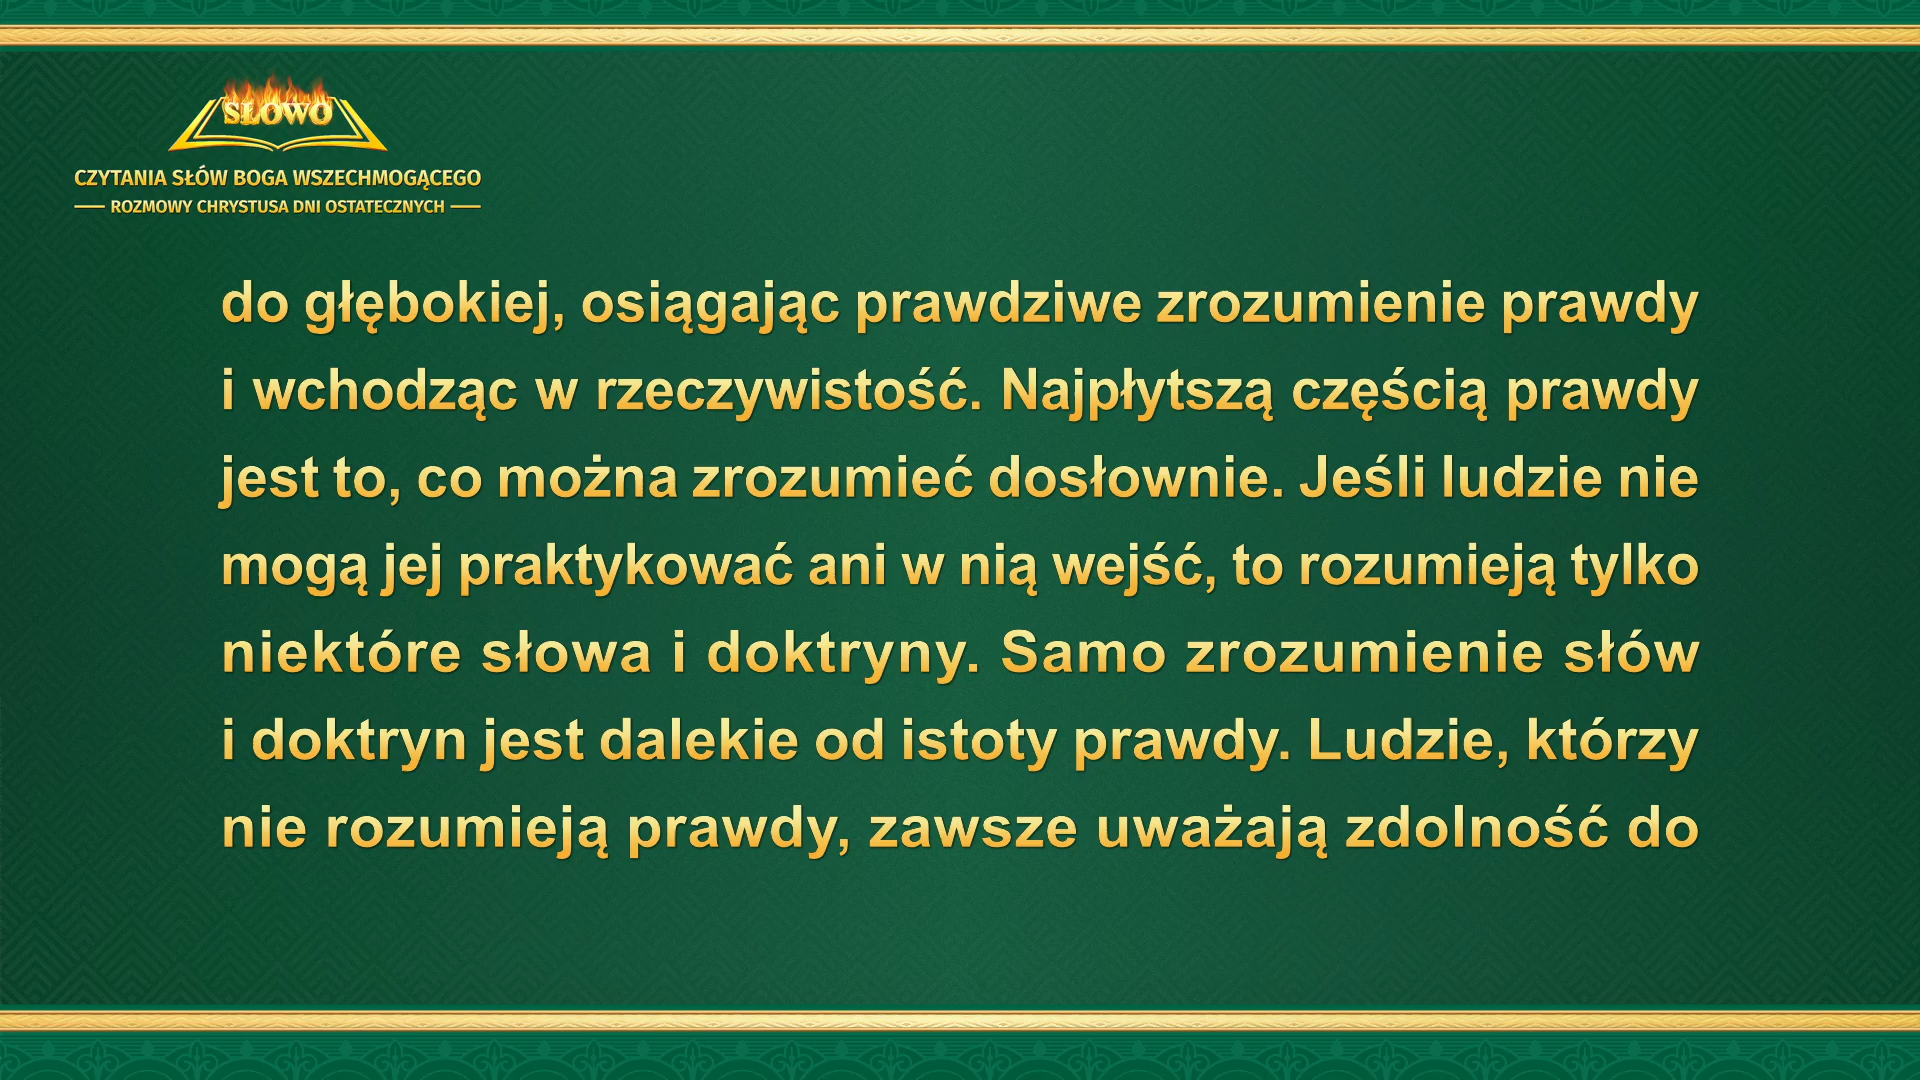 SŁOWO
CZYTANIA SŁÓW BOGA WSZECHMOGĄCEGO
ROZMOWY CHRYSTUSA DNI OSTATECZNYCH
do głębokiej, osiągając prawdziwe zrozumienie prawdy
i wchodząc w rzeczywistość. Najpłytszą częścią prawdy
jest to, co można zrozumieć dosłownie. Jeśli ludzie nie
mogą jej praktykować ani w nią wejść, to rozumieją tylko
niektóre słowa i doktryny. Samo zrozumienie słów
i doktryn jest dalekie od istoty prawdy. Ludzie, którzy
nie rozumieją prawdy, zawsze uważają zdolność do